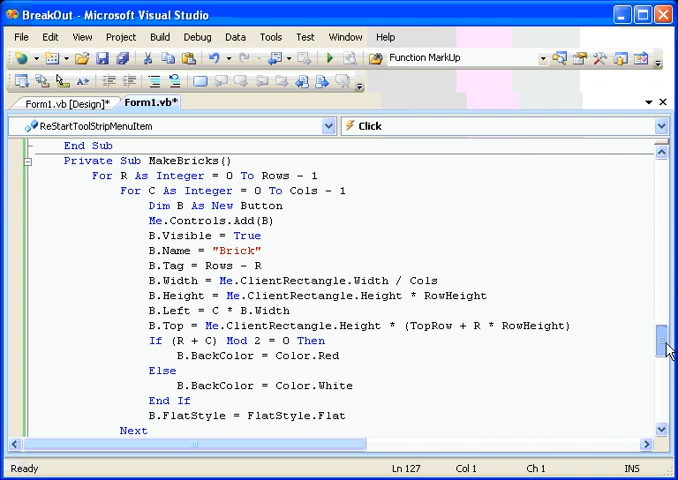 BreakOut - Microsoft Visual Studio
File Edit View Project Build Debug Data Tools Test Window Help
Function MarkUp
Form1.vb [Design]* Form1.vb*
ReStartToolStripMenuItem Click
End Sub
Private Sub MakeBricks()
For R As Integer = 0 To Rows - 1
For C As Integer = 0 To Cols - 1
Dim B As New Button
Me.Controls.Add(B)
B.Visible = True
B.Name = "Brick"
B.Tag = Rows - R
B.Width = Me.ClientRectangle.Width / Cols
B.Height = Me.ClientRectangle.Height * RowHeight
B.Left = C * B.Width
B.Top = Me.ClientRectangle.Height * (TopRow + R * RowHeight)
If (R + C) Mod 2 = 0 Then
B.BackColor = Color.Red
Else
B.BackColor = Color.White
End If
B.FlatStyle = FlatStyle.Flat
Next
Ready Ln 127 Col 1 Ch 1 INS